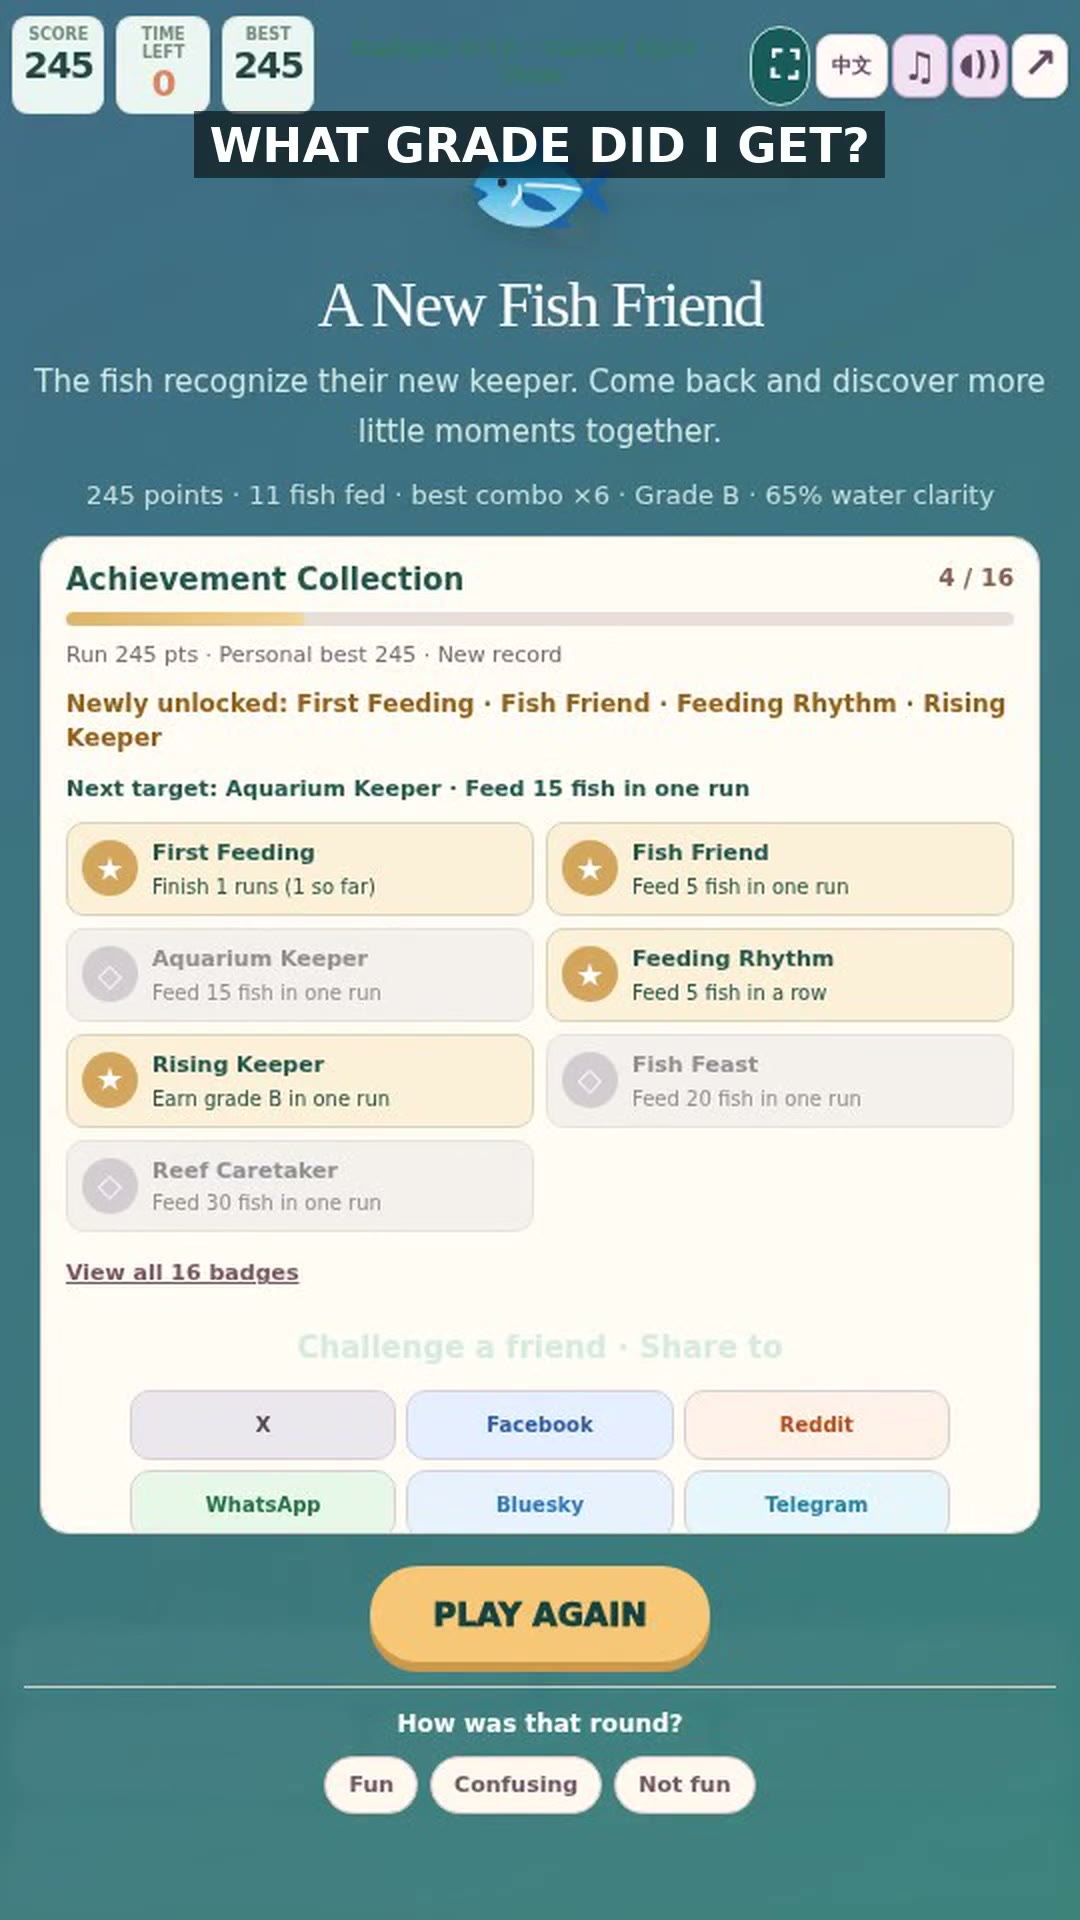 SCORE
245
TIME
LEFT
0
BEST
245
中文
WHAT GRADE DID I GET?
A New Fish Friend
The fish recognize their new keeper. Come back and discover more
little moments together.
245 points · 11 fish fed · best combo ×6 · Grade B · 65% water clarity
Achievement Collection
4 / 16
Run 245 pts · Personal best 245 · New record
Newly unlocked: First Feeding · Fish Friend · Feeding Rhythm · Rising
Keeper
Next target: Aquarium Keeper · Feed 15 fish in one run
First Feeding
Finish 1 runs (1 so far)
Fish Friend
Feed 5 fish in one run
Aquarium Keeper
Feed 15 fish in one run
Feeding Rhythm
Feed 5 fish in a row
Rising Keeper
Earn grade B in one run
Fish Feast
Feed 20 fish in one run
Reef Caretaker
Feed 30 fish in one run
View all 16 badges
Challenge a friend · Share to
X
Facebook
Reddit
WhatsApp
Bluesky
Telegram
PLAY AGAIN
How was that round?
Fun
Confusing
Not fun